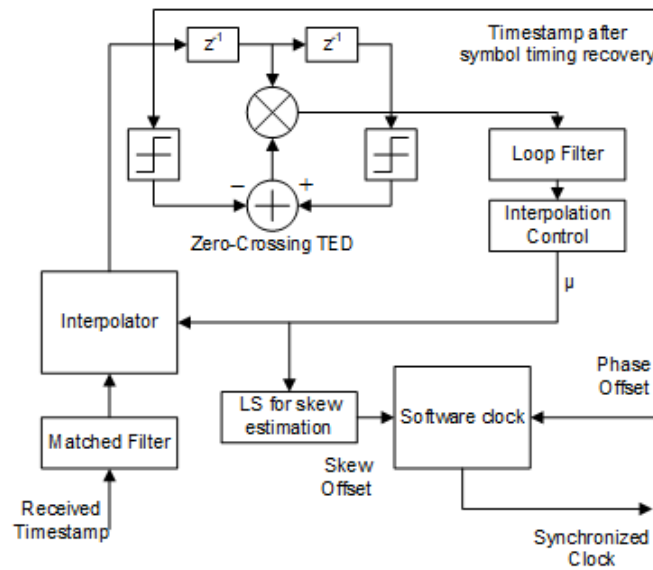 z-1
z-1
Timestamp after
symbol timing recovery
−
+
Zero-Crossing TED
Loop Filter
Interpolation
Control
μ
Interpolator
Phase
Offset
LS for skew
estimation
Software clock
Matched Filter
Skew
Offset
Received
Timestamp
Synchronized
Clock